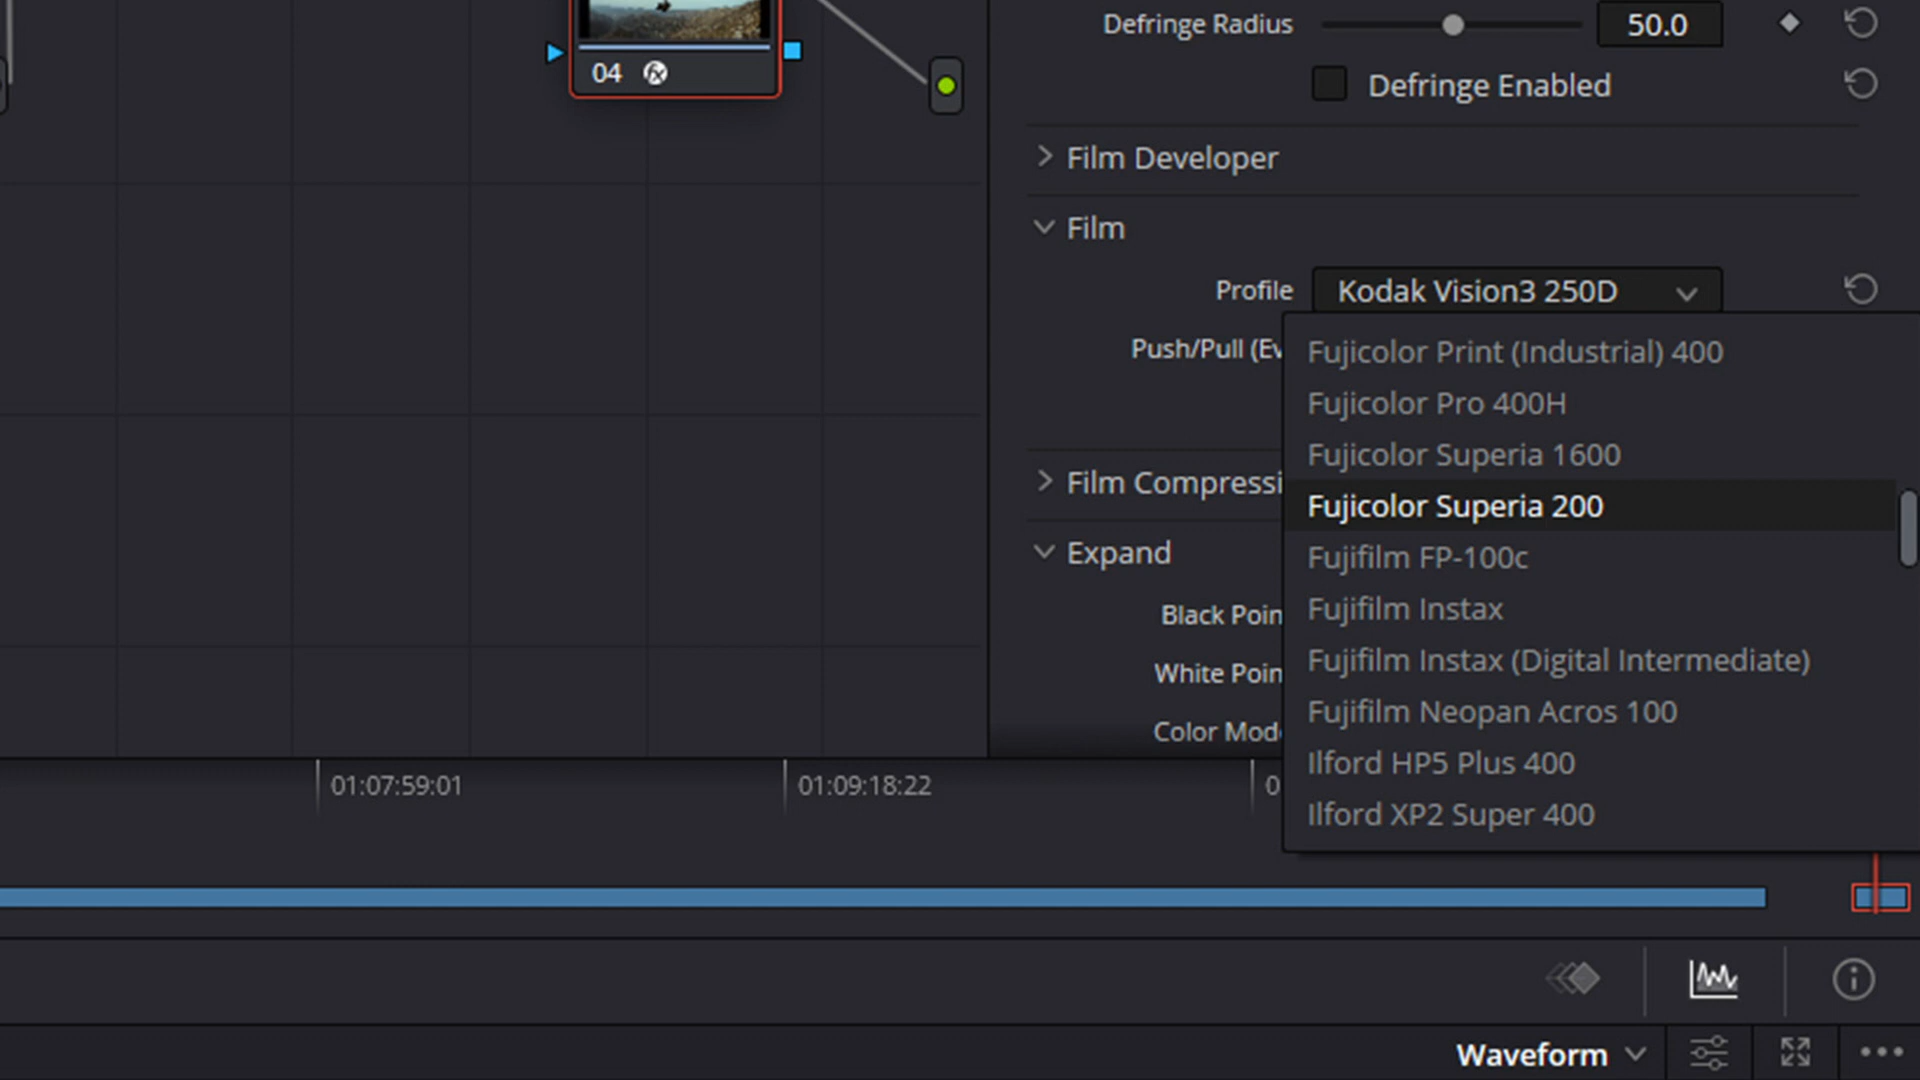 Defringe Radius 50.0
04
Defringe Enabled
Film Developer
Film
Profile Kodak Vision3 250D
Push/Pull (Ev
Fujicolor Print (Industrial) 400
Fujicolor Pro 400H
Fujicolor Superia 1600
Film Compressi
Fujicolor Superia 200
Expand
Fujifilm FP-100c
Black Poin
Fujifilm Instax
White Poin
Fujifilm Instax (Digital Intermediate)
Color Mod
Fujifilm Neopan Acros 100
Ilford HP5 Plus 400
01:07:59:01 01:09:18:22 0
Ilford XP2 Super 400
Waveform